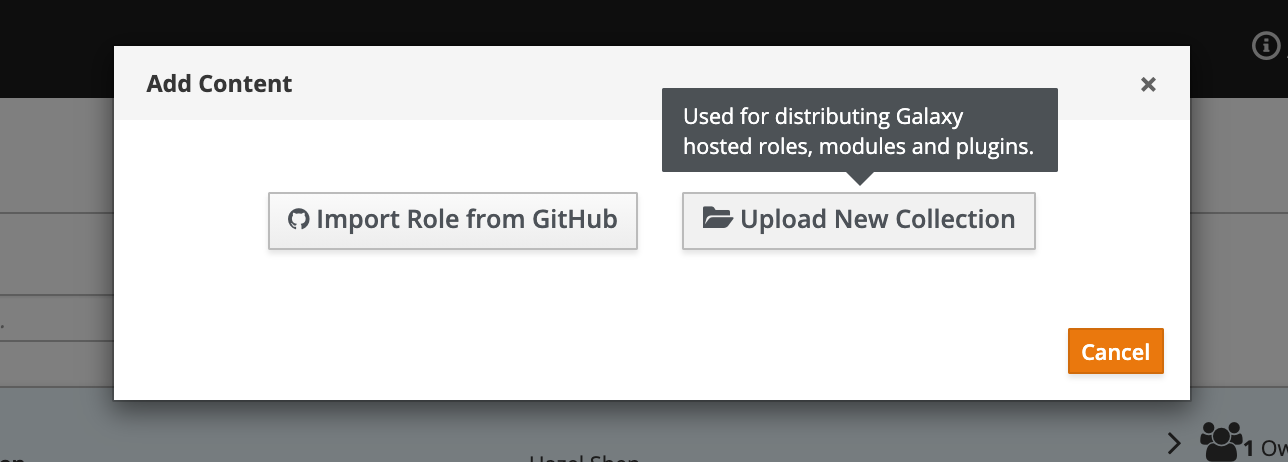 Add Content
Used for distributing Galaxy
hosted roles, modules and plugins.
Import Role from GitHub
Upload New Collection
Cancel
1